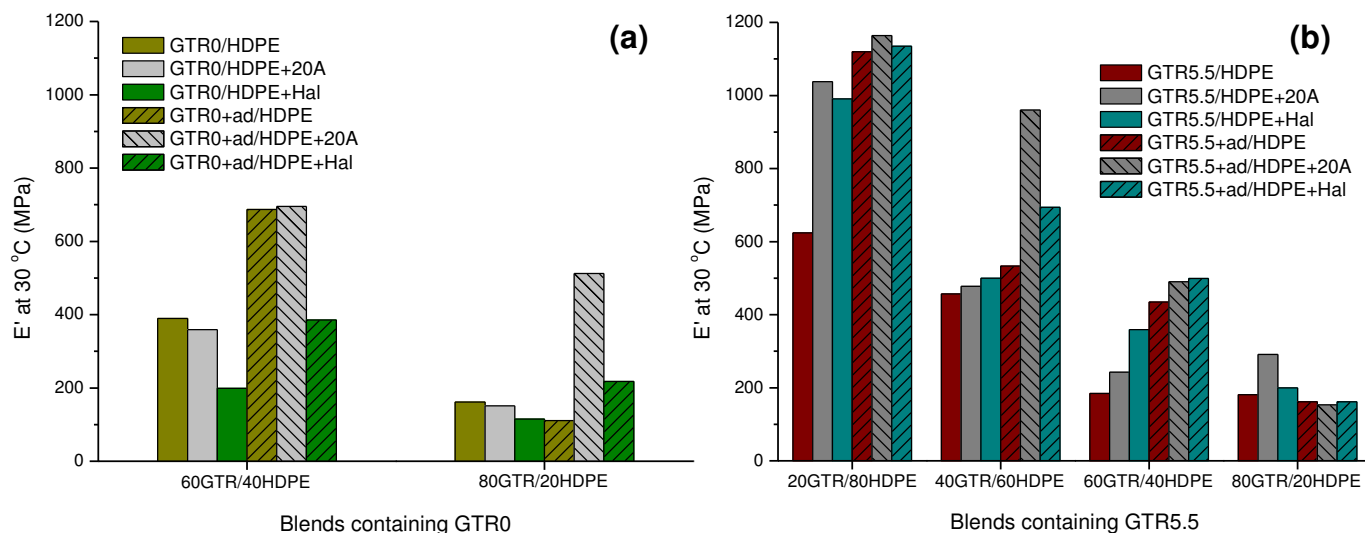 (a)
1200
1000
800
600
400
200
0
E' at 30 °C (MPa)
GTR0/HDPE
GTR0/HDPE+20A
GTR0/HDPE+Hal
GTR0+ad/HDPE
GTR0+ad/HDPE+20A
GTR0+ad/HDPE+Hal
60GTR/40HDPE
80GTR/20HDPE
Blends containing GTR0
(b)
1200
1000
800
600
400
200
0
E' at 30 °C (MPa)
GTR5.5/HDPE
GTR5.5/HDPE+20A
GTR5.5/HDPE+Hal
GTR5.5+ad/HDPE
GTR5.5+ad/HDPE+20A
GTR5.5+ad/HDPE+Hal
20GTR/80HDPE
40GTR/60HDPE
60GTR/40HDPE
80GTR/20HDPE
Blends containing GTR5.5